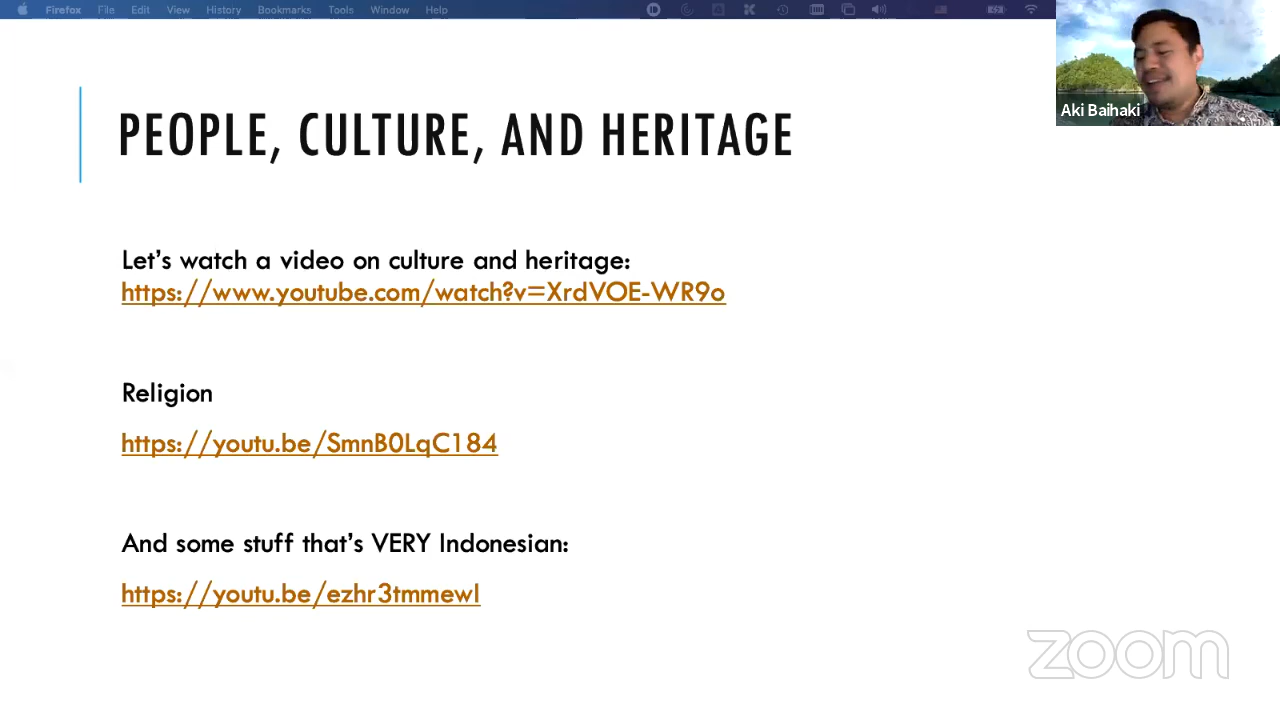 Firefox File Edit View History Bookmarks Tools Window Help
Aki Baihaki
PEOPLE, CULTURE, AND HERITAGE
Let's watch a video on culture and heritage:
https://www.youtube.com/watch?v=XrdVOE-WR9o
Religion
https://youtu.be/SmnB0LqC184
And some stuff that's VERY Indonesian:
https://youtu.be/ezhr3tmmewI
zoom